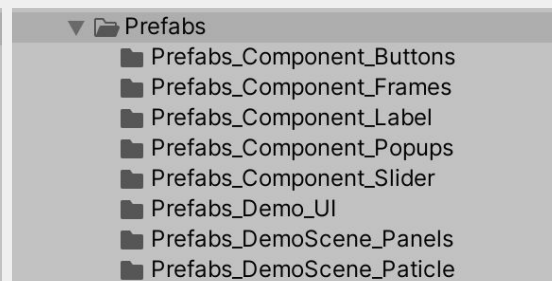 Prefabs
Prefabs_Component_Buttons
Prefabs_Component_Frames
Prefabs_Component_Label
Prefabs_Component_Popups
Prefabs_Component_Slider
Prefabs_Demo_UI
Prefabs_DemoScene_Panels
Prefabs_DemoScene_Paticle